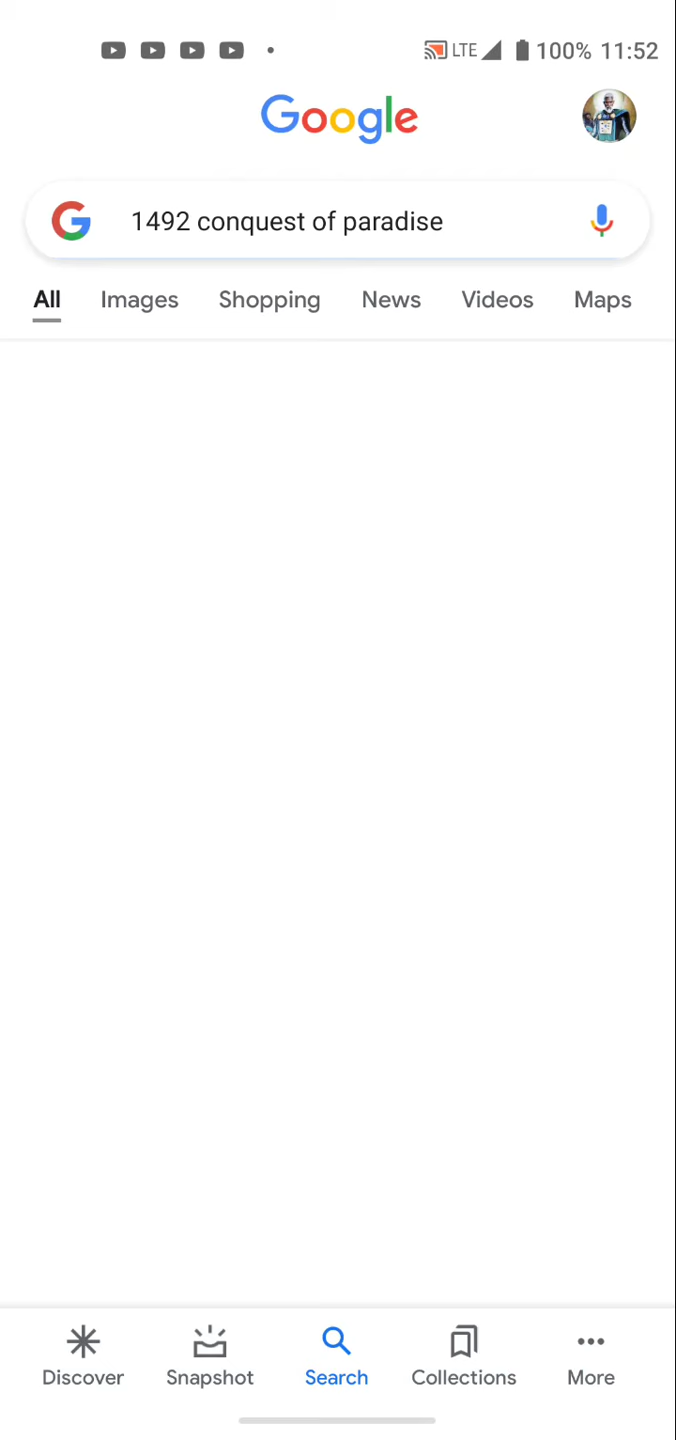 LTE 100% 11:52
Google
1492 conquest of paradise
All Images Shopping News Videos Maps
Discover Snapshot Search Collections More